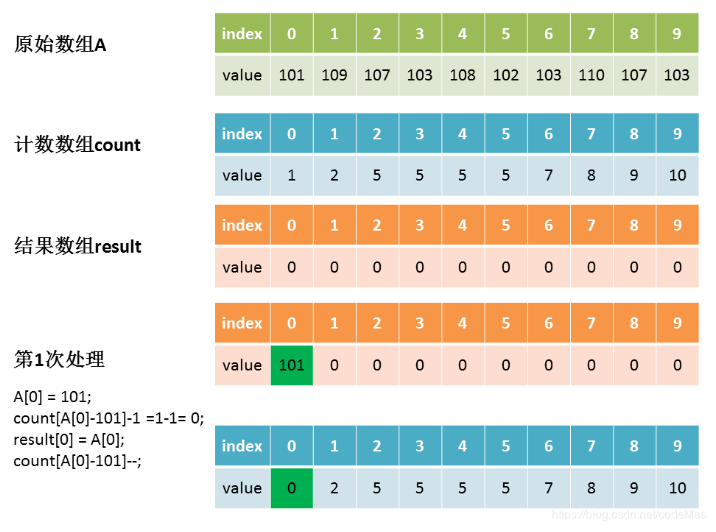 原始数组A
index 0 1 2 3 4 5 6 7 8 9
value 101 109 107 103 108 102 103 110 107 103
计数数组count
index 0 1 2 3 4 5 6 7 8 9
value 1 2 5 5 5 5 7 8 9 10
结果数组result
index 0 1 2 3 4 5 6 7 8 9
value 0 0 0 0 0 0 0 0 0 0
第1次处理
index 0 1 2 3 4 5 6 7 8 9
value 101 0 0 0 0 0 0 0 0 0
A[0] = 101;
count[A[0]-101]-1 =1-1= 0;
result[0] = A[0];
count[A[0]-101]--;
index 0 1 2 3 4 5 6 7 8 9
value 0 2 5 5 5 5 7 8 9 10
https://blog.csdn.net/codeMas